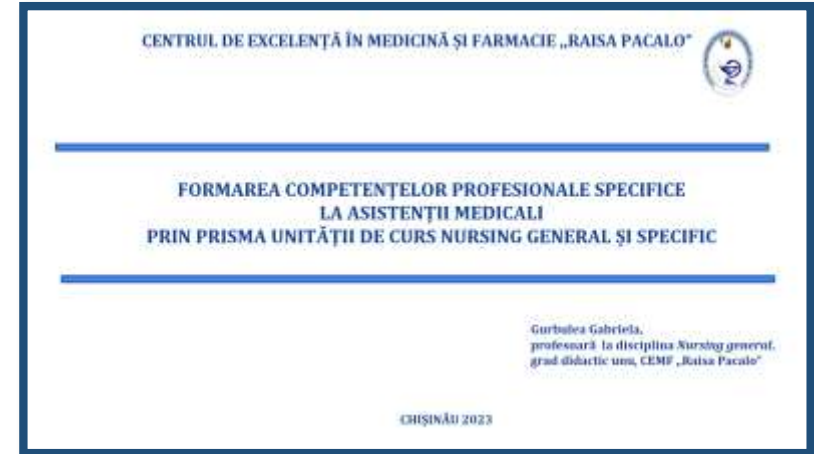 CENTRUL DE EXCELENȚĂ ÎN MEDICINĂ ȘI FARMACIE „RAISA PACALO”
FORMAREA COMPETENȚELOR PROFESIONALE SPECIFICE
LA ASISTENȚII MEDICALI
PRIN PRISMA UNITĂȚII DE CURS NURSING GENERAL ȘI SPECIFIC
Gurbulea Gabriela,
profesoară la disciplina Nursing general,
grad didactic unu, CEMF „Raisa Pacalo”
CHIȘINĂU 2023